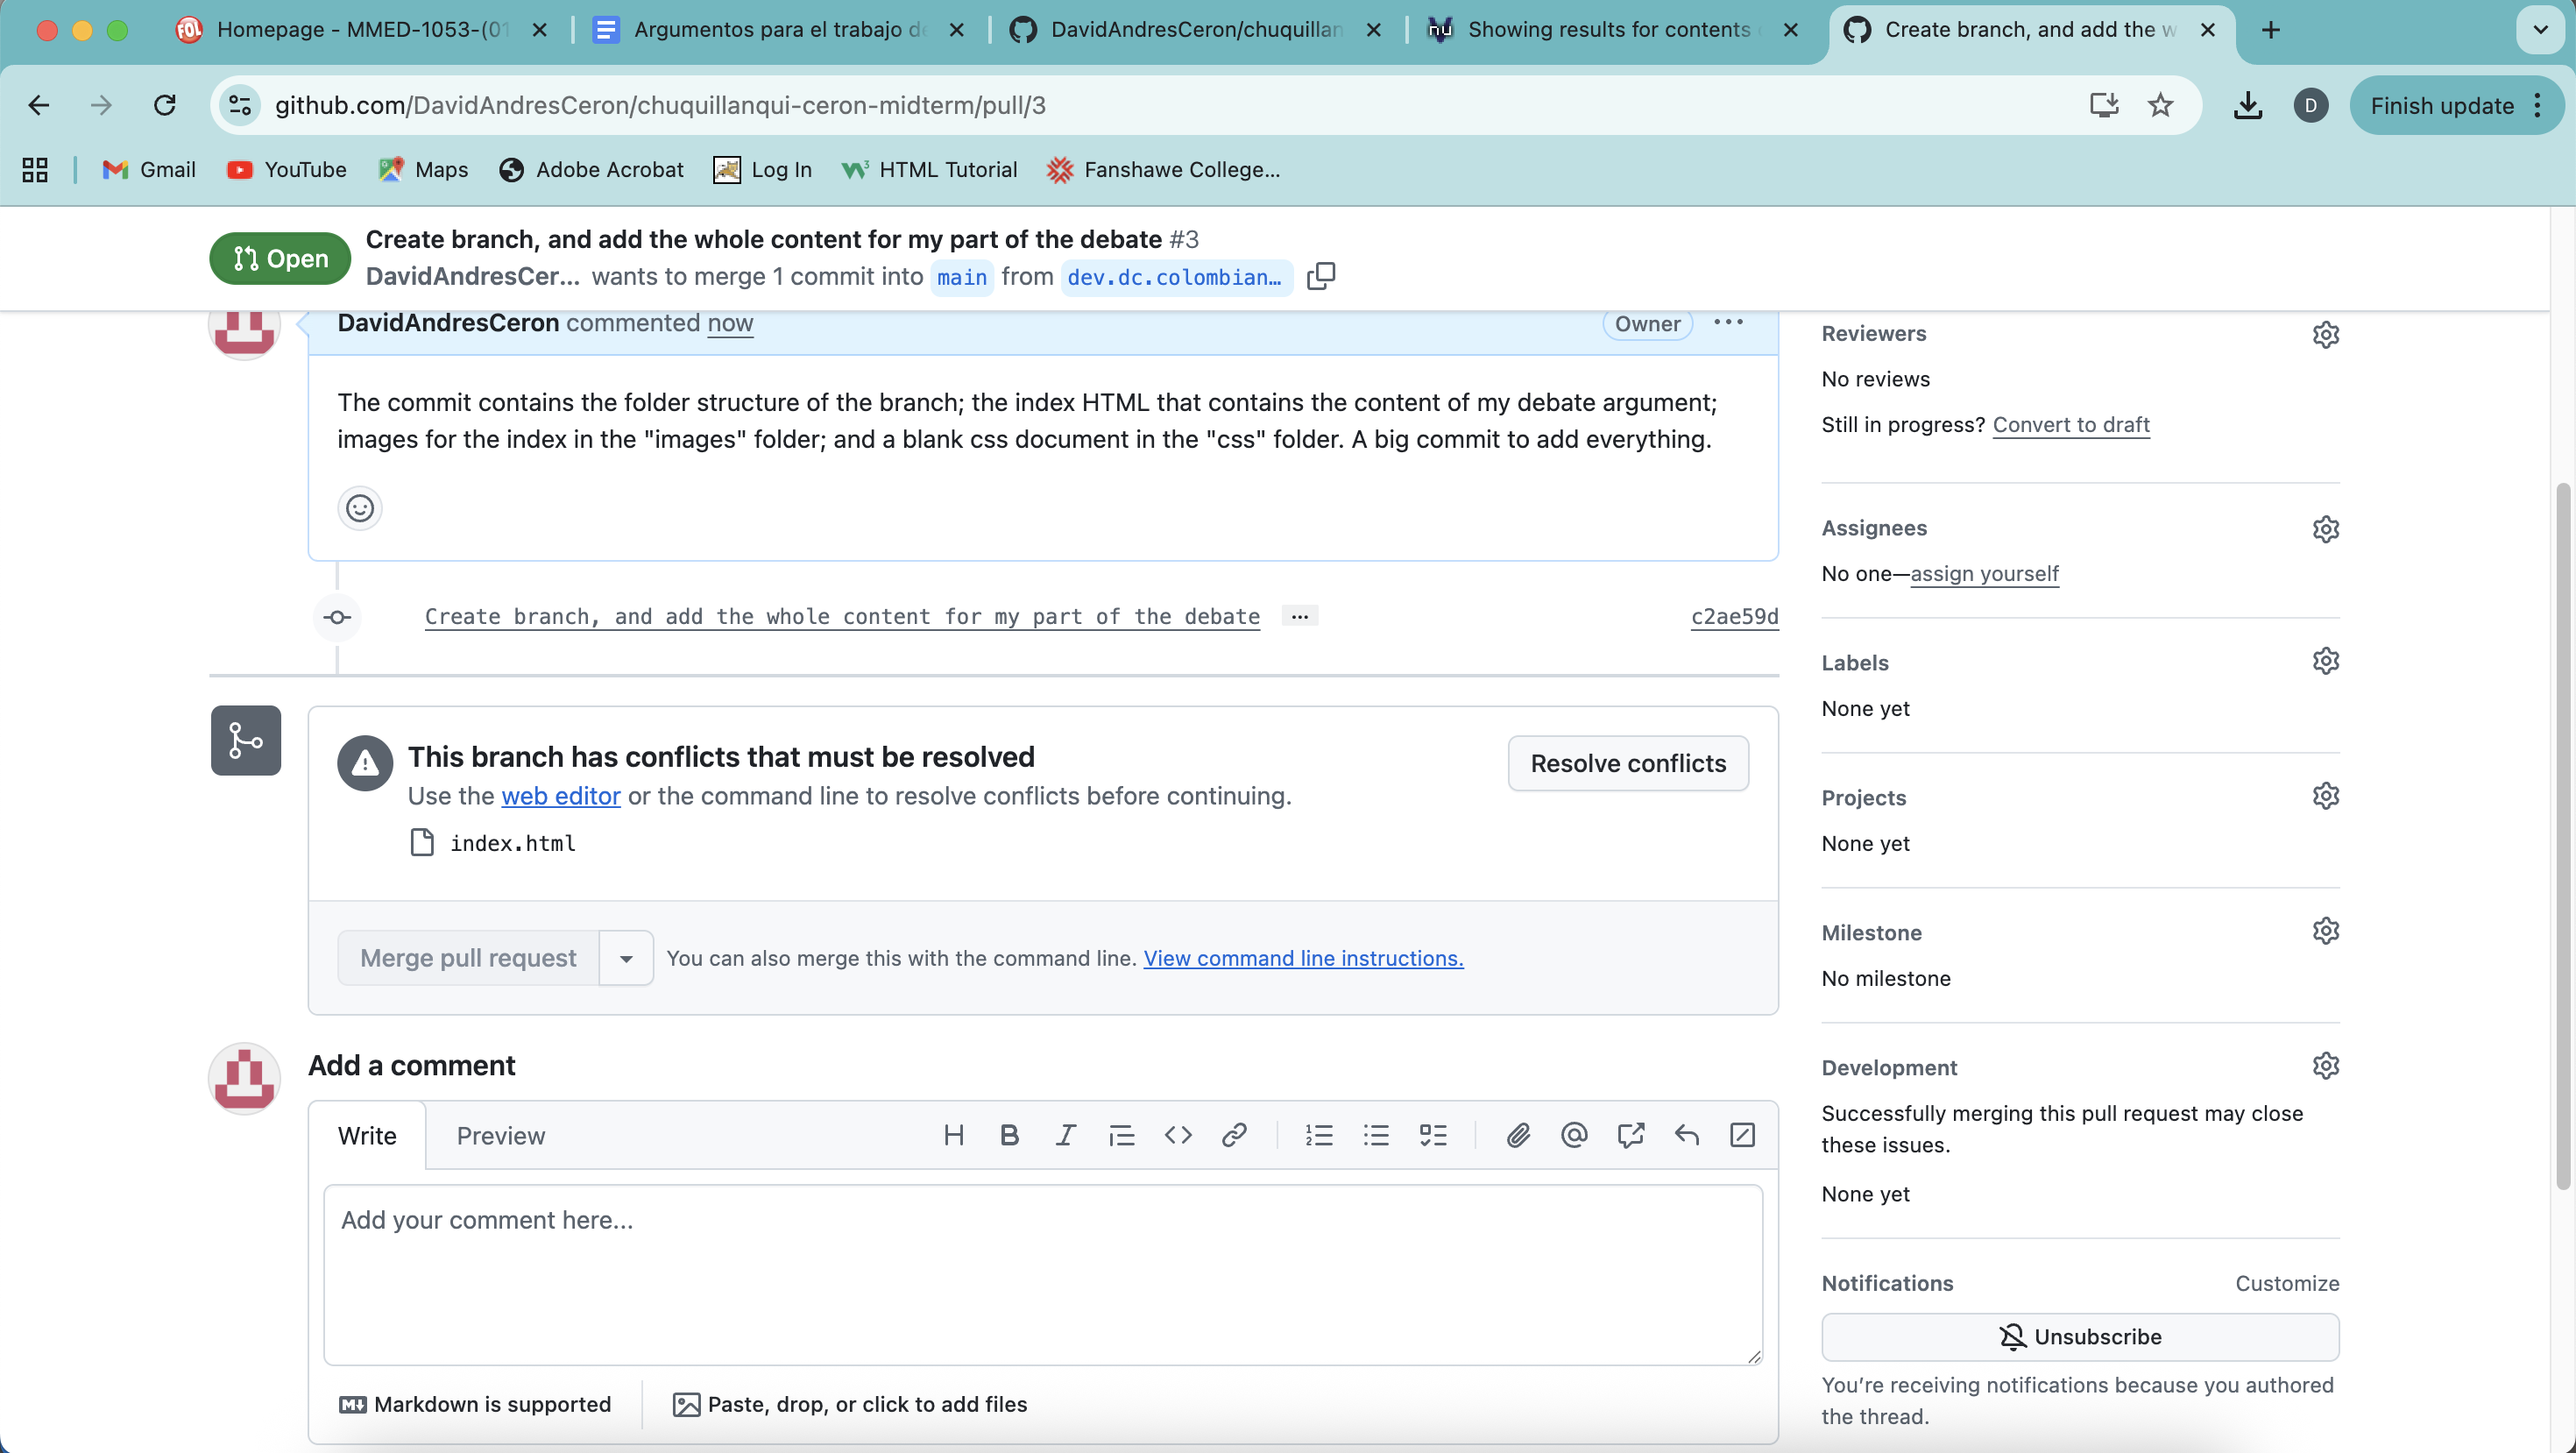 Homepage - MMED-1053-(01
Argumentos para el trabajo de
DavidAndresCeron/chuquillan
Showing results for contents
Create branch, and add the w
github.com/DavidAndresCeron/chuquillanqui-ceron-midterm/pull/3
D
Finish update
Gmail
YouTube
Maps
Adobe Acrobat
Log In
HTML Tutorial
Fanshawe College...
Open
Create branch, and add the whole content for my part of the debate #3
DavidAndresCer... wants to merge 1 commit into main from dev.dc.colombian...
DavidAndresCeron commented now
Owner
The commit contains the folder structure of the branch; the index HTML that contains the content of my debate argument;
images for the index in the "images" folder; and a blank css document in the "css" folder. A big commit to add everything.
Create branch, and add the whole content for my part of the debate ...
c2ae59d
This branch has conflicts that must be resolved
Use the web editor or the command line to resolve conflicts before continuing.
index.html
Resolve conflicts
Merge pull request
You can also merge this with the command line. View command line instructions.
Add a comment
Write
Preview
Add your comment here...
Markdown is supported
Paste, drop, or click to add files
Reviewers
No reviews
Still in progress? Convert to draft
Assignees
No one—assign yourself
Labels
None yet
Projects
None yet
Milestone
No milestone
Development
Successfully merging this pull request may close
these issues.
None yet
Notifications
Customize
Unsubscribe
You're receiving notifications because you authored
the thread.